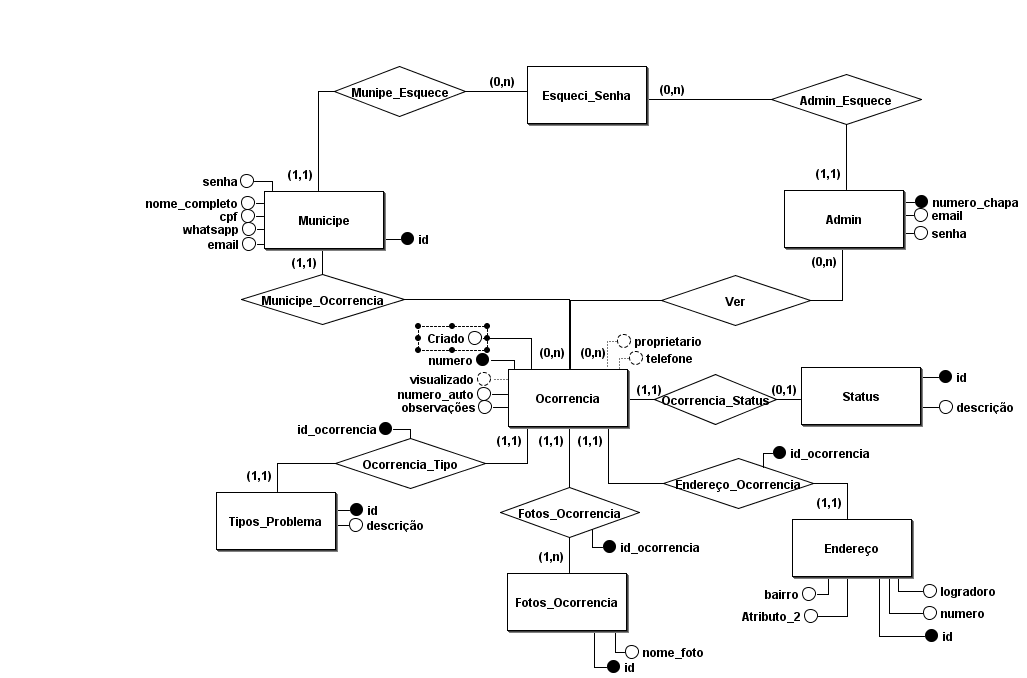 Munipe_Esquece
(0,n)
Esqueci_Senha
(0,n)
Admin_Esquece
(1,1)
(1,1)
senha
nome_completo
cpf
whatsapp
email
Municipe
id
Admin
numero_chapa
email
senha
(1,1)
(0,n)
Municipe_Ocorrencia
Ver
Criado
numero
visualizado
numero_auto
observações
(0,n)
(0,n)
proprietario
telefone
Ocorrencia
(1,1)
Ocorrencia_Status
(0,1)
Status
id
descrição
id_ocorrencia
(1,1)
(1,1)
(1,1)
Ocorrencia_Tipo
(1,1)
Tipos_Problema
id
descrição
id_ocorrencia
Endereço_Ocorrencia
(1,1)
Fotos_Ocorrencia
id_ocorrencia
(1,n)
Fotos_Ocorrencia
nome_foto
id
Endereço
bairro
Atributo_2
logradoro
numero
id